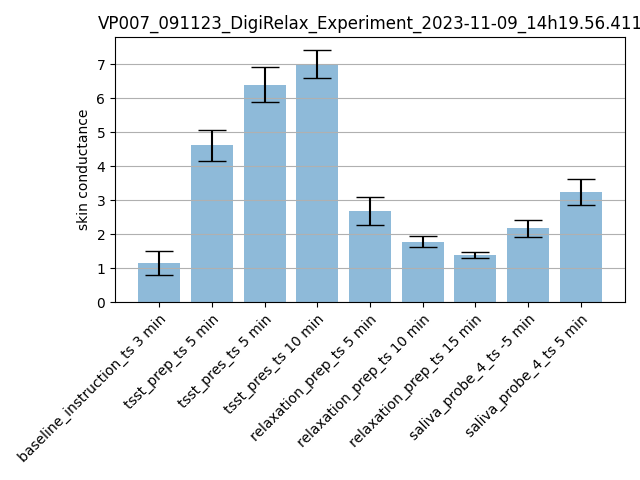 VP007_091123_DigiRelax_Experiment_2023-11-09_14h19.56.411
skin conductance
7
6
5
4
3
2
1
0
baseline_instruction_ts 3 min
tsst_prep_ts 5 min
tsst_pres_ts 5 min
tsst_pres_ts 10 min
relaxation_prep_ts 5 min
relaxation_prep_ts 10 min
relaxation_prep_ts 15 min
saliva_probe_4_ts -5 min
saliva_probe_4_ts 5 min